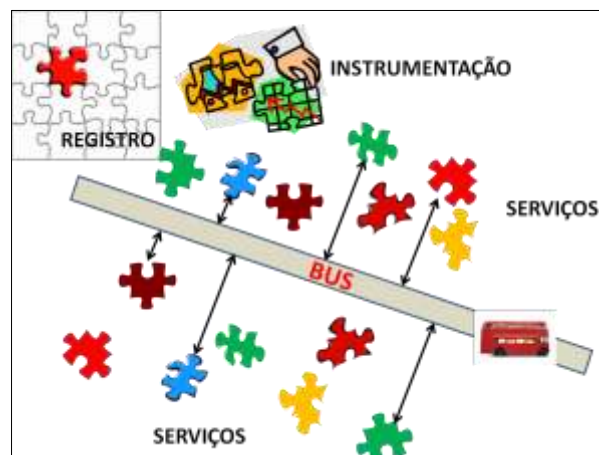 INSTRUMENTAÇÃO
REGISTRO
SERVIÇOS
BUS
SERVIÇOS